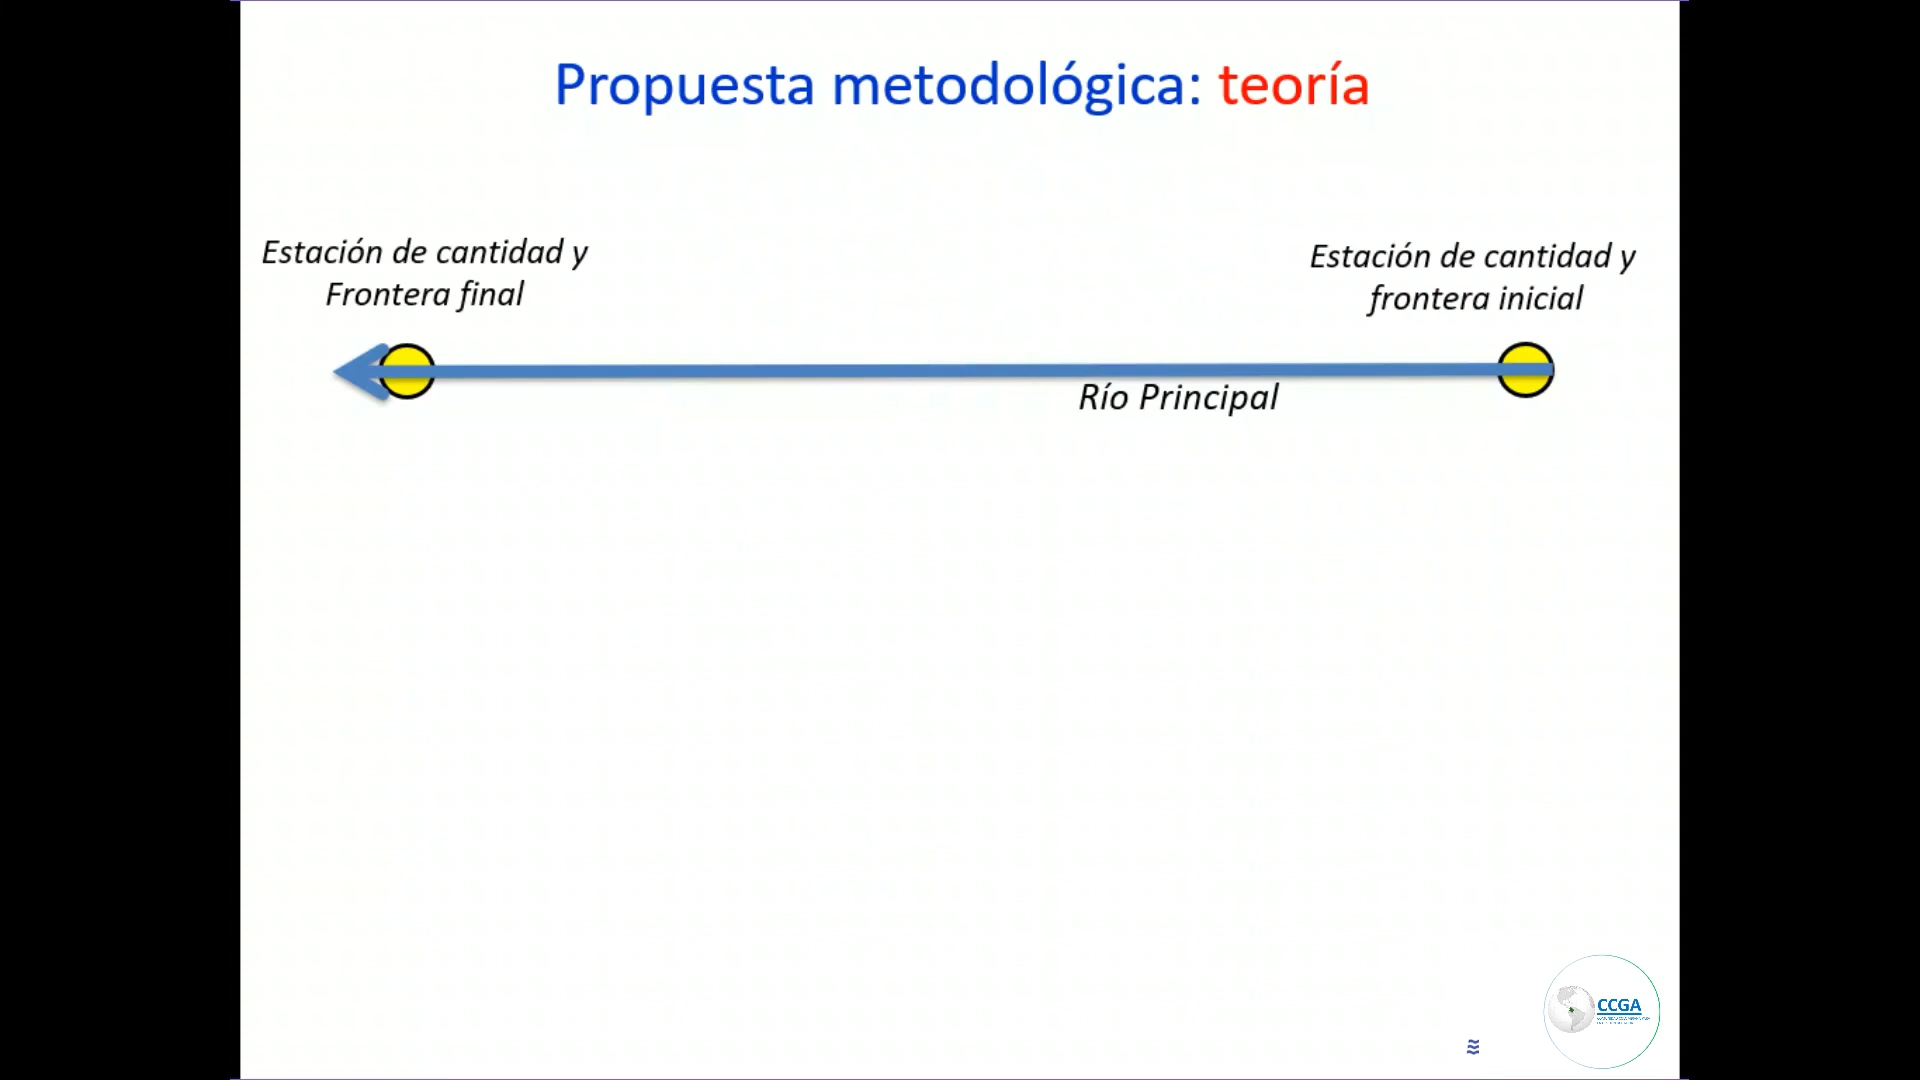 Propuesta metodológica: teoría
Estación de cantidad y
Frontera final
Estación de cantidad y
frontera inicial
Río Principal
CCGA